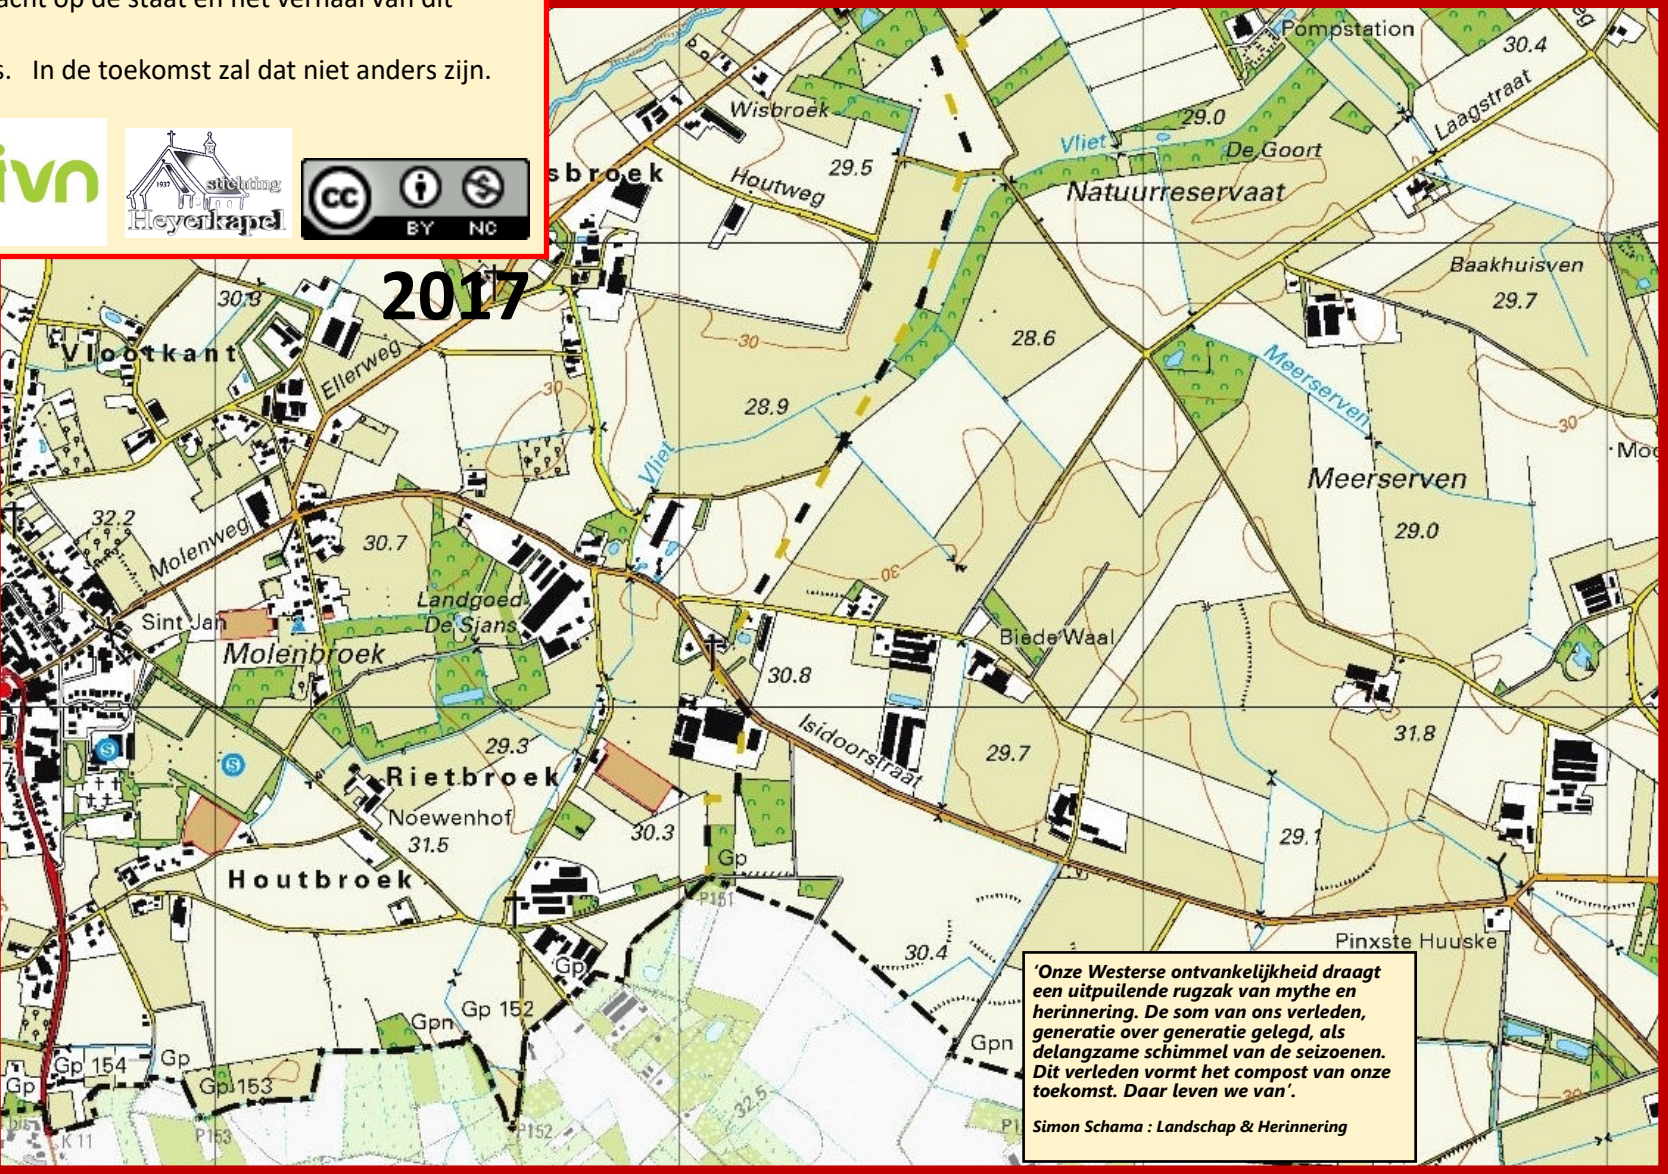 acht op de staat en het verhaal van dit
s. In de toekomst zal dat niet anders zijn.
ivn
1937
stichting
Heyerkapel
cc
BY NC
2017
Pompstation
30.4
Laagstraat
Wisbroek
29.0
Vliet
De Goort
29.5
sbroek
Houtweg
Natuurreservaat
Baakhuisven
29.7
30.3
Vlootkant
Ellerweg
30
28.6
Meerserven
30
28.9
30
Vliet
Meerserven
32.2
Molenweg
30.7
29.0
30
Landgoed
De Sjans
Sint Jan
Molenbroek
Biede Waal
30.8
Isidoorstraat
29.7
31.8
29.3
S
S
Rietbroek
Noewenhof
31.5
30.3
29.1
Houtbroek
Gp
P151
30.4
Pinxste Huuske
Gp
Gp 152
Gpn
Gpn
Gp 154
Gp
Gp
Gp 153
30
32.5
bis
K 11
P153
P152
'Onze Westerse ontvankelijkheid draagt
een uitpuilende rugzak van mythe en
herinnering. De som van ons verleden,
generatie over generatie gelegd, als
delangzame schimmel van de seizoenen.
Dit verleden vormt het compost van onze
toekomst. Daar leven we van'.
Simon Schama : Landschap & Herinnering